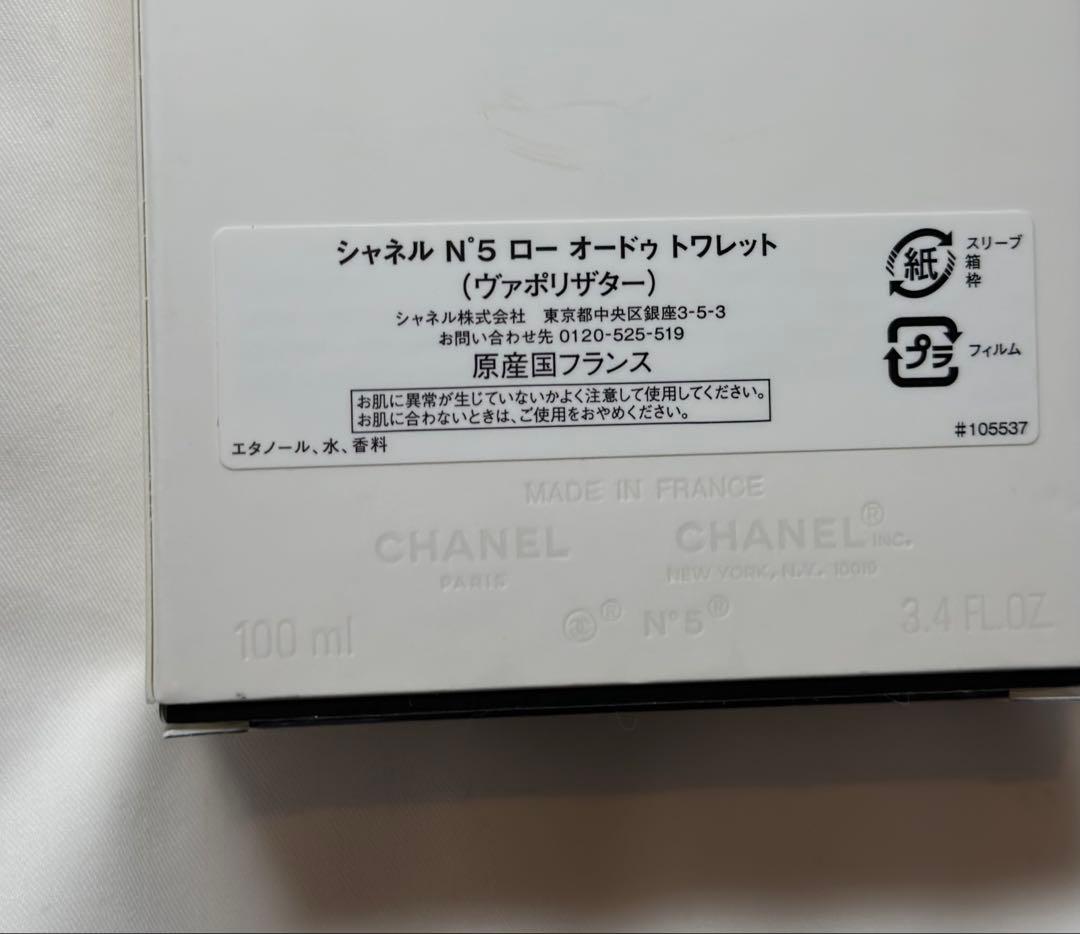 シャネル N°5 ロー オードゥ トワレット
(ヴァポリザター)
シャネル株式会社 東京都中央区銀座3-5-3
お問い合わせ先 0120-525-519
原産国フランス
お肌に異常が生じていないかよく注意して使用してください。
お肌に合わないときは、ご使用をおやめください。
エタノール、水、香料
紙
スリーブ
箱
枠
プラ
フィルム
#105537
MADE IN FRANCE
CHANEL
PARIS
CHANEL® INC.
NEW YORK, N.Y. 10019
100 ml
® N°5®
3.4 FL.OZ